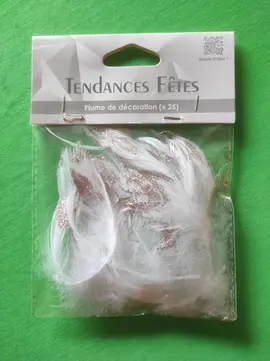 TENDANCES FÊTES
Plume de décoration (x 25)